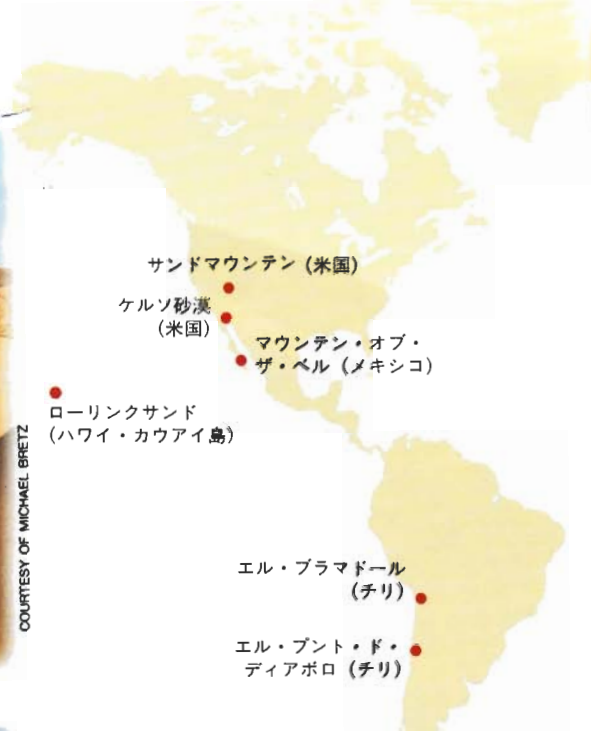 サンドマウンテン (米国)
ケルソ砂漠
(米国)
マウンテン・オブ・
ザ・ベル (メキシコ)
ローリンクサンド
(ハワイ・カウアイ島)
エル・ブラマドール
(チリ)
エル・プント・ド・
ディアボロ (チリ)
COURTESY OF MICHAEL BRETZ